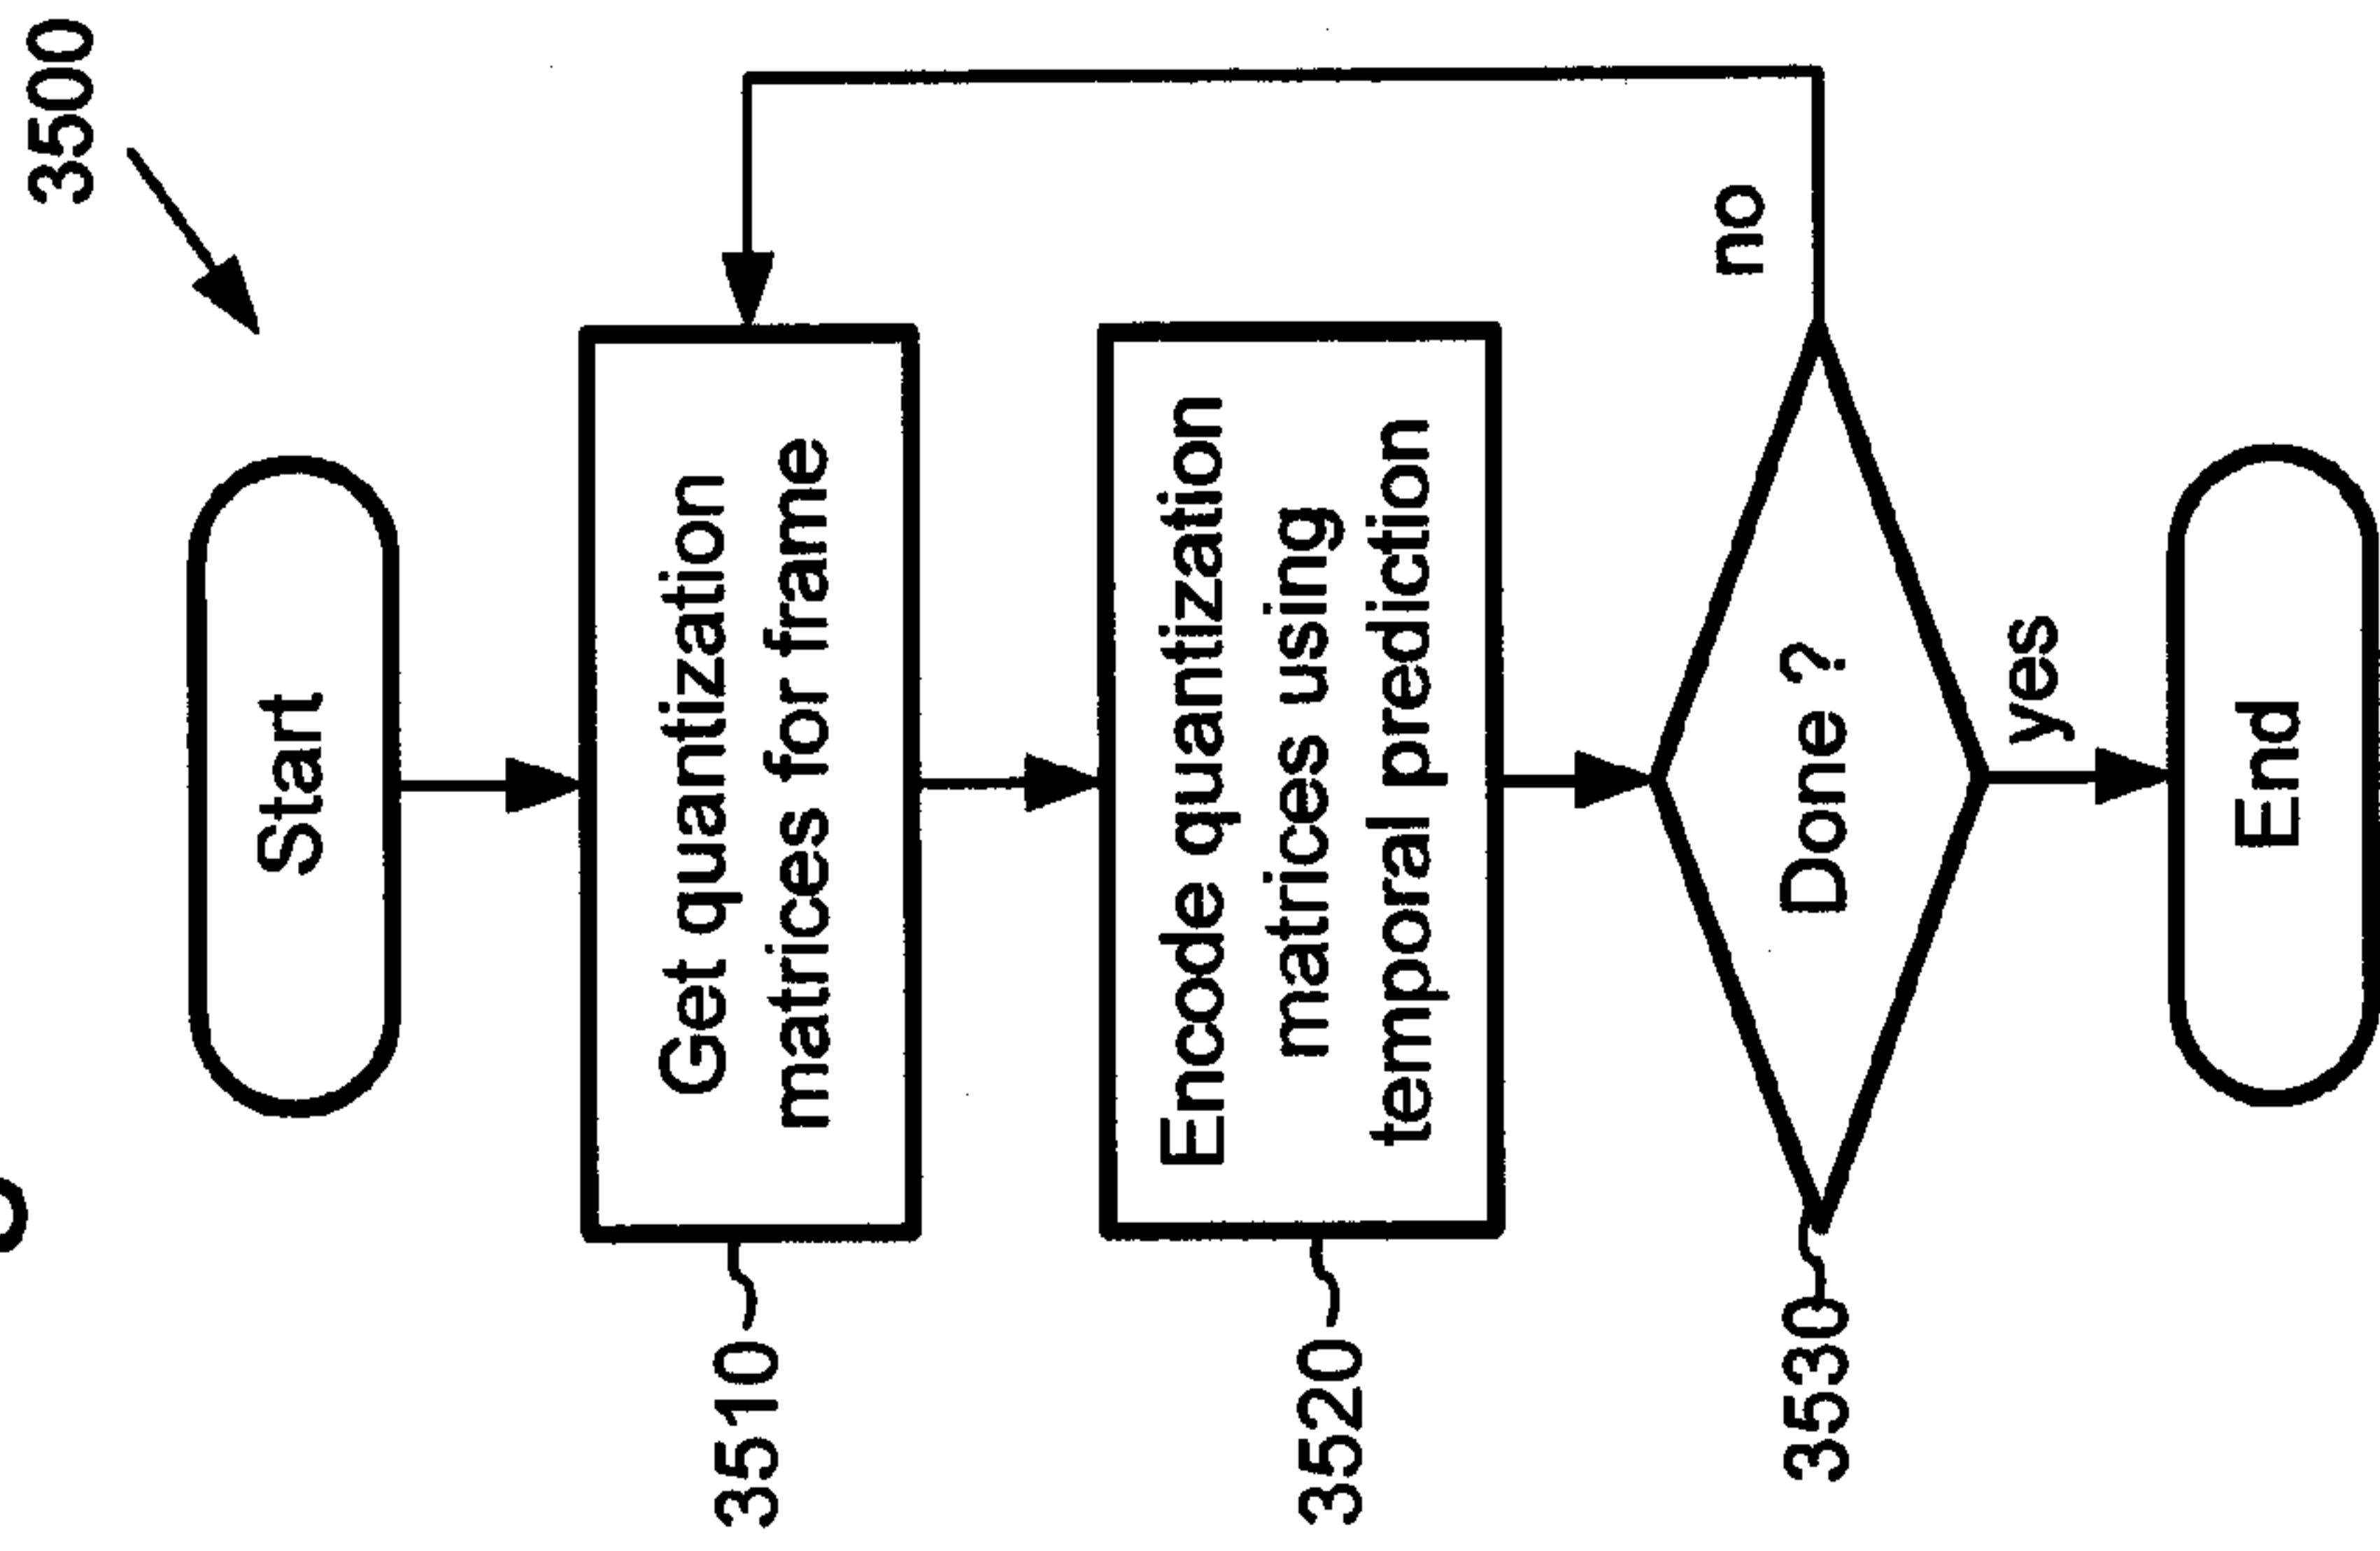 3500
Start
3510
Get quantization
matrices for frame
3520
Encode quantization
matrices using
temporal prediction
3530
Done ?
no
yes
End